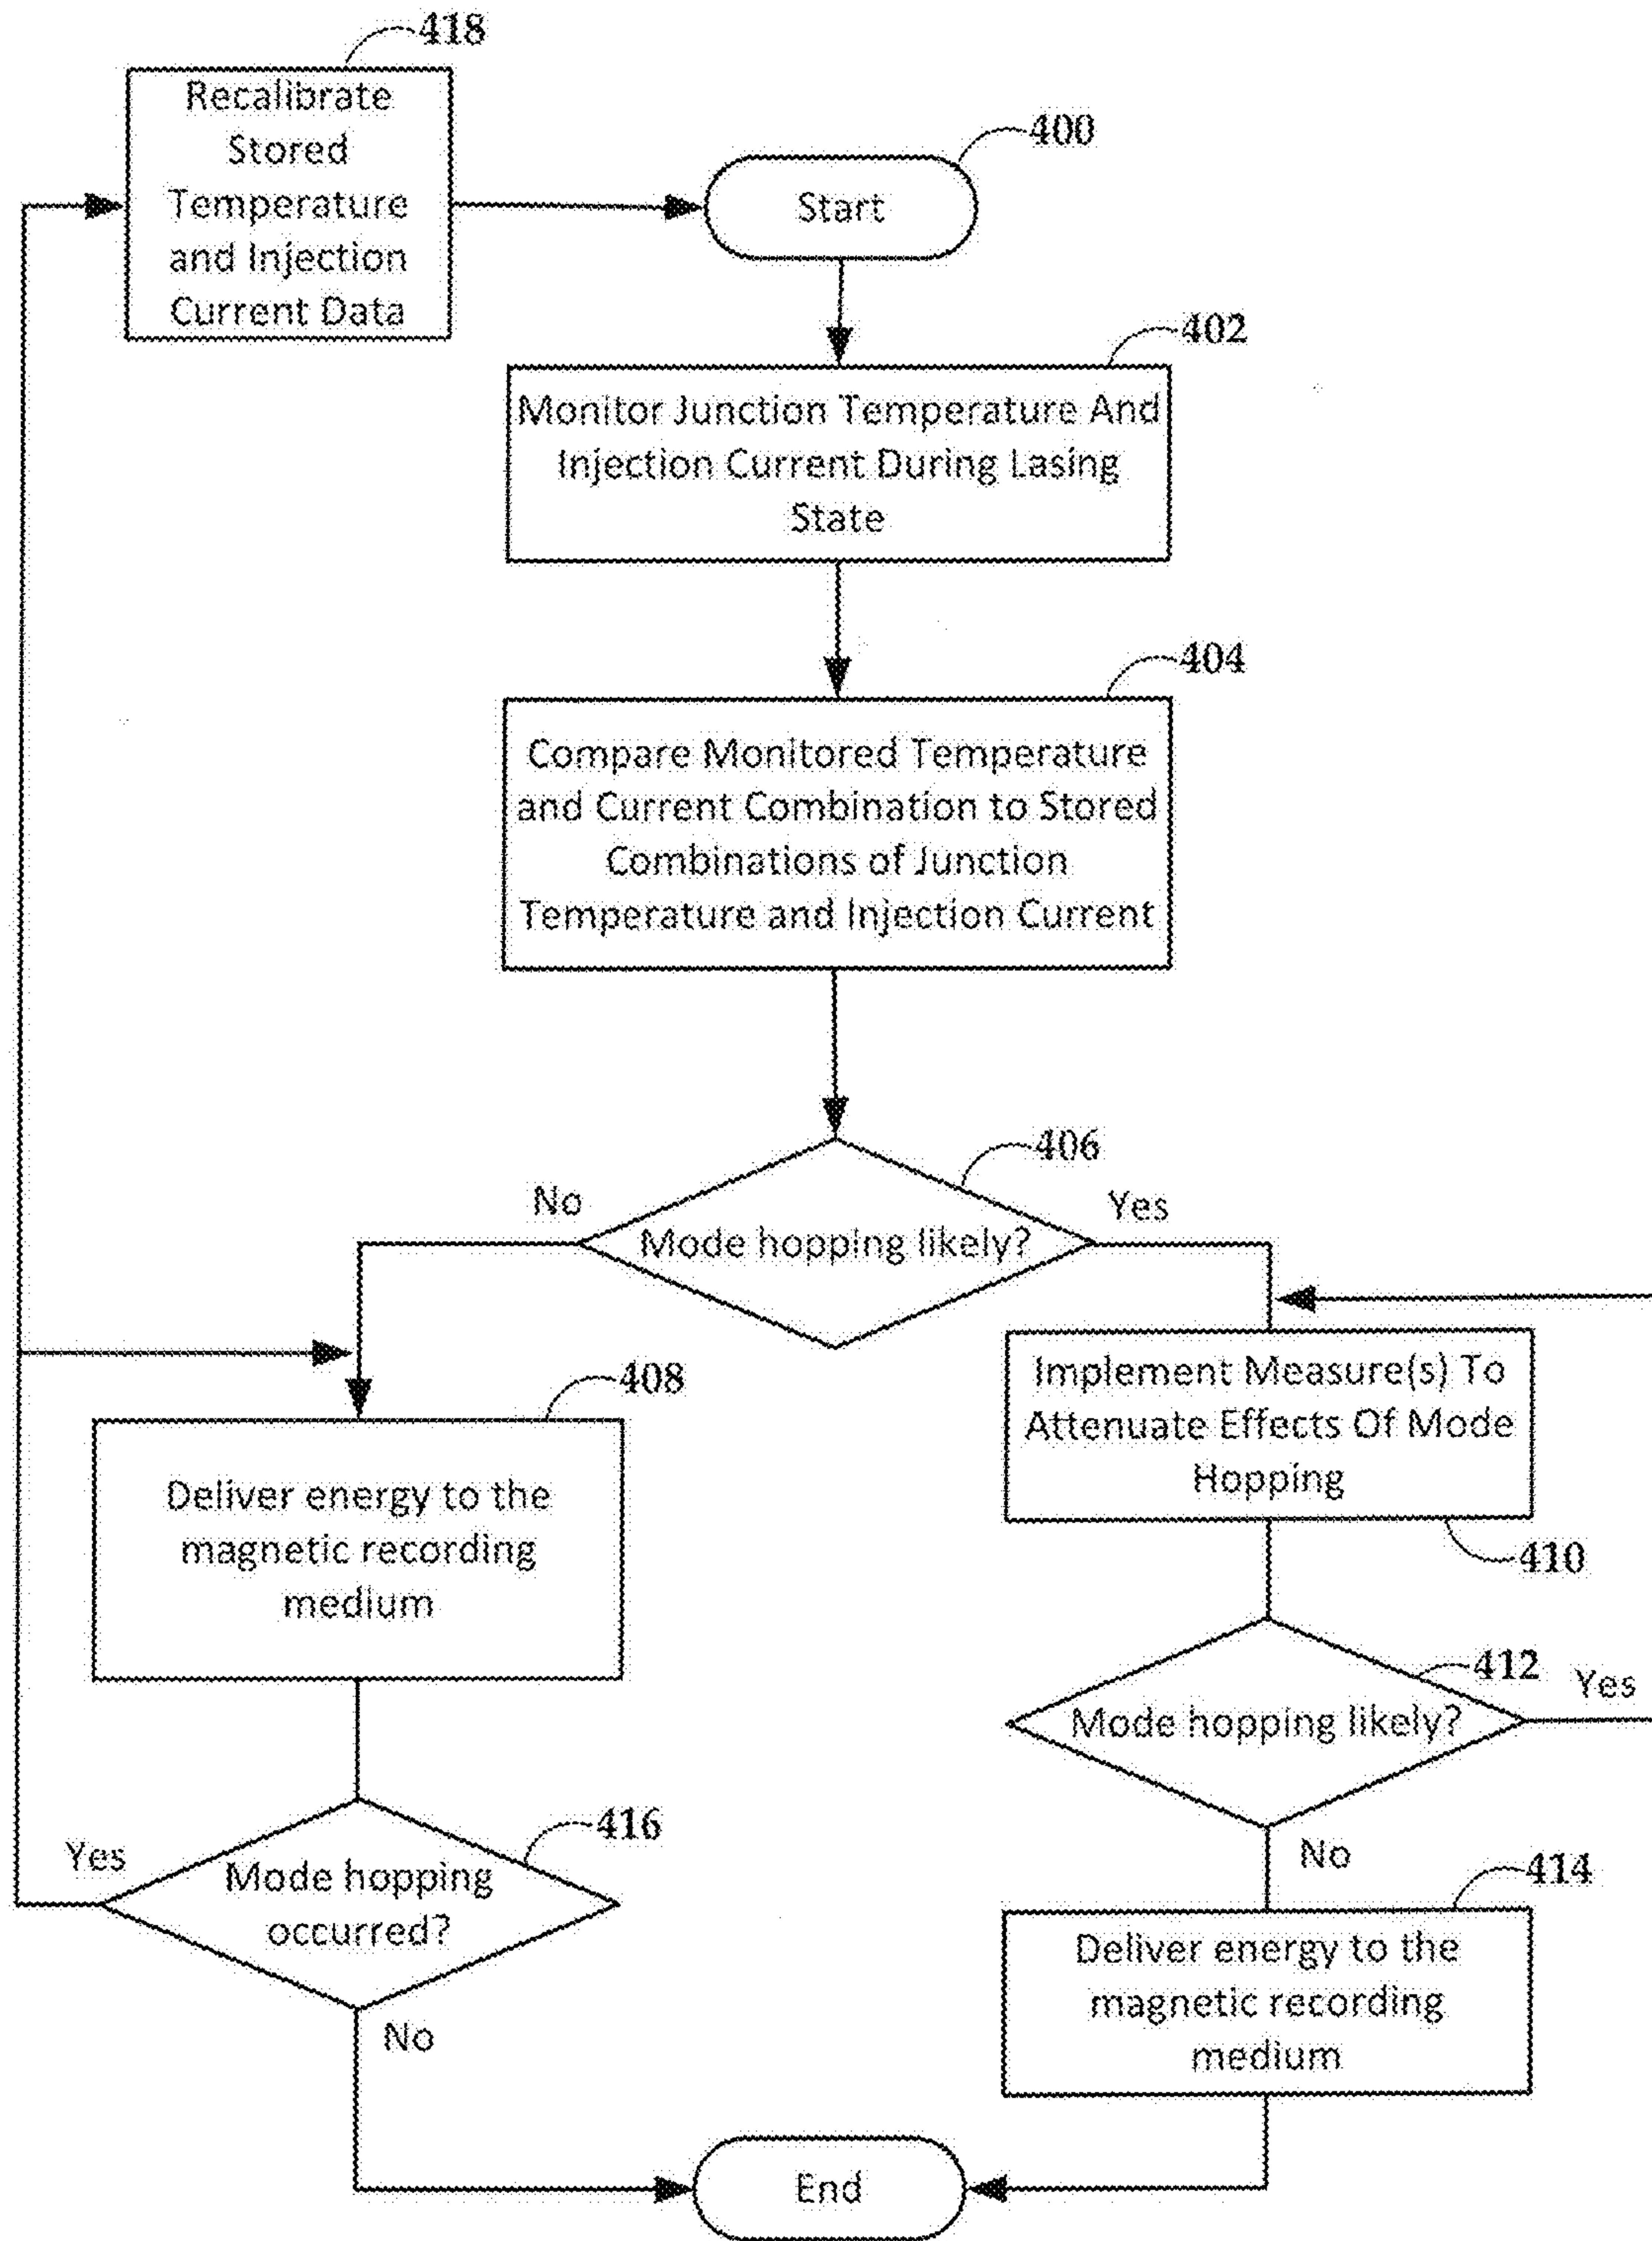 418
Recalibrate
Stored
Temperature
and Injection
Current Data
400
Start
402
Monitor Junction Temperature And
Injection Current During Lasing
State
404
Compare Monitored Temperature
and Current Combination to Stored
Combinations of Junction
Temperature and Injection Current
406
No
Yes
Mode hopping likely?
408
Deliver energy to the
magnetic recording
medium
Implement Measure(s) To
Attenuate Effects Of Mode
Hopping
410
412
Yes
Mode hopping likely?
No
416
Yes
Mode hopping
occurred?
No
414
Deliver energy to the
magnetic recording
medium
End